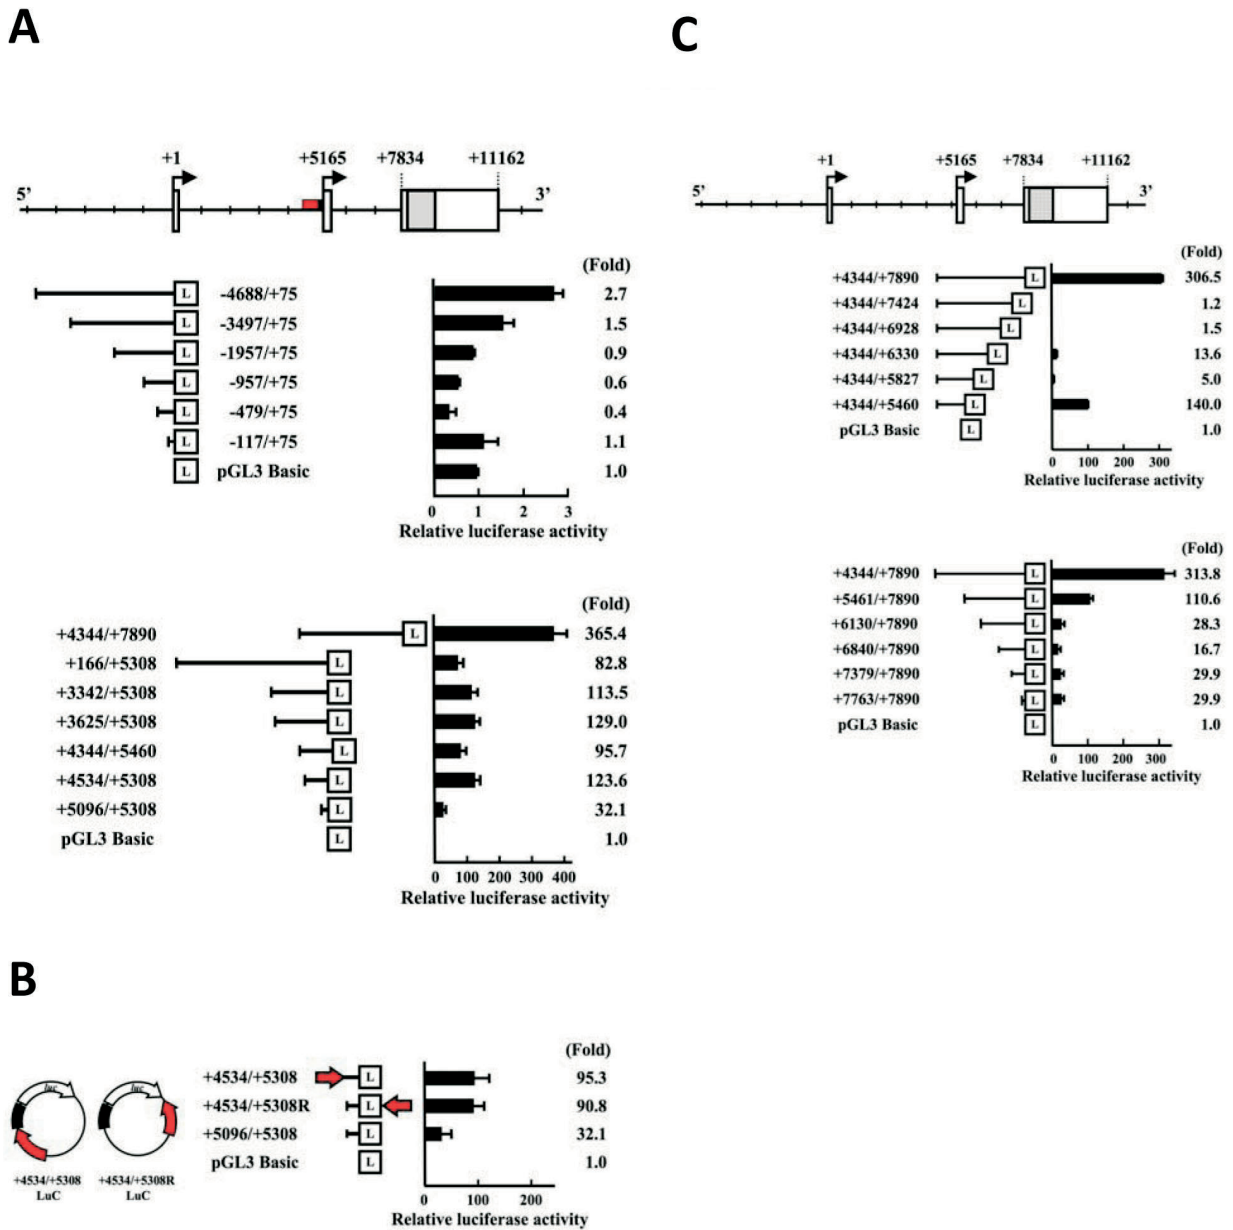 A
+1 +5165 +7834 +11162
5’ 3’
(Fold)
L -4688/+75 2.7
L -3497/+75 1.5
L -1957/+75 0.9
L -957/+75 0.6
L -479/+75 0.4
L -117/+75 1.1
L pGL3 Basic 1.0
0 1 2 3
Relative luciferase activity
(Fold)
+4344/+7890 L 365.4
+166/+5308 L 82.8
+3342/+5308 L 113.5
+3625/+5308 L 129.0
+4344/+5460 L 95.7
+4534/+5308 L 123.6
+5096/+5308 L 32.1
pGL3 Basic L 1.0
0 100 200 300 400
Relative luciferase activity
B
(Fold)
luc luc
+4534/+5308 L 95.3
+4534/+5308R L 90.8
+5096/+5308 L 32.1
pGL3 Basic L 1.0
+4534/+5308 +4534/+5308R
LuC LuC
0 100 200
Relative luciferase activity
C
+1 +5165 +7834 +11162
5’ 3’
(Fold)
+4344/+7890 L 306.5
+4344/+7424 L 1.2
+4344/+6928 L 1.5
+4344/+6330 L 13.6
+4344/+5827 L 5.0
+4344/+5460 L 140.0
pGL3 Basic L 1.0
0 100 200 300
Relative luciferase activity
(Fold)
+4344/+7890 L 313.8
+5461/+7890 L 110.6
+6130/+7890 L 28.3
+6840/+7890 L 16.7
+7379/+7890 L 29.9
+7763/+7890 L 29.9
pGL3 Basic L 1.0
0 100 200 300
Relative luciferase activity